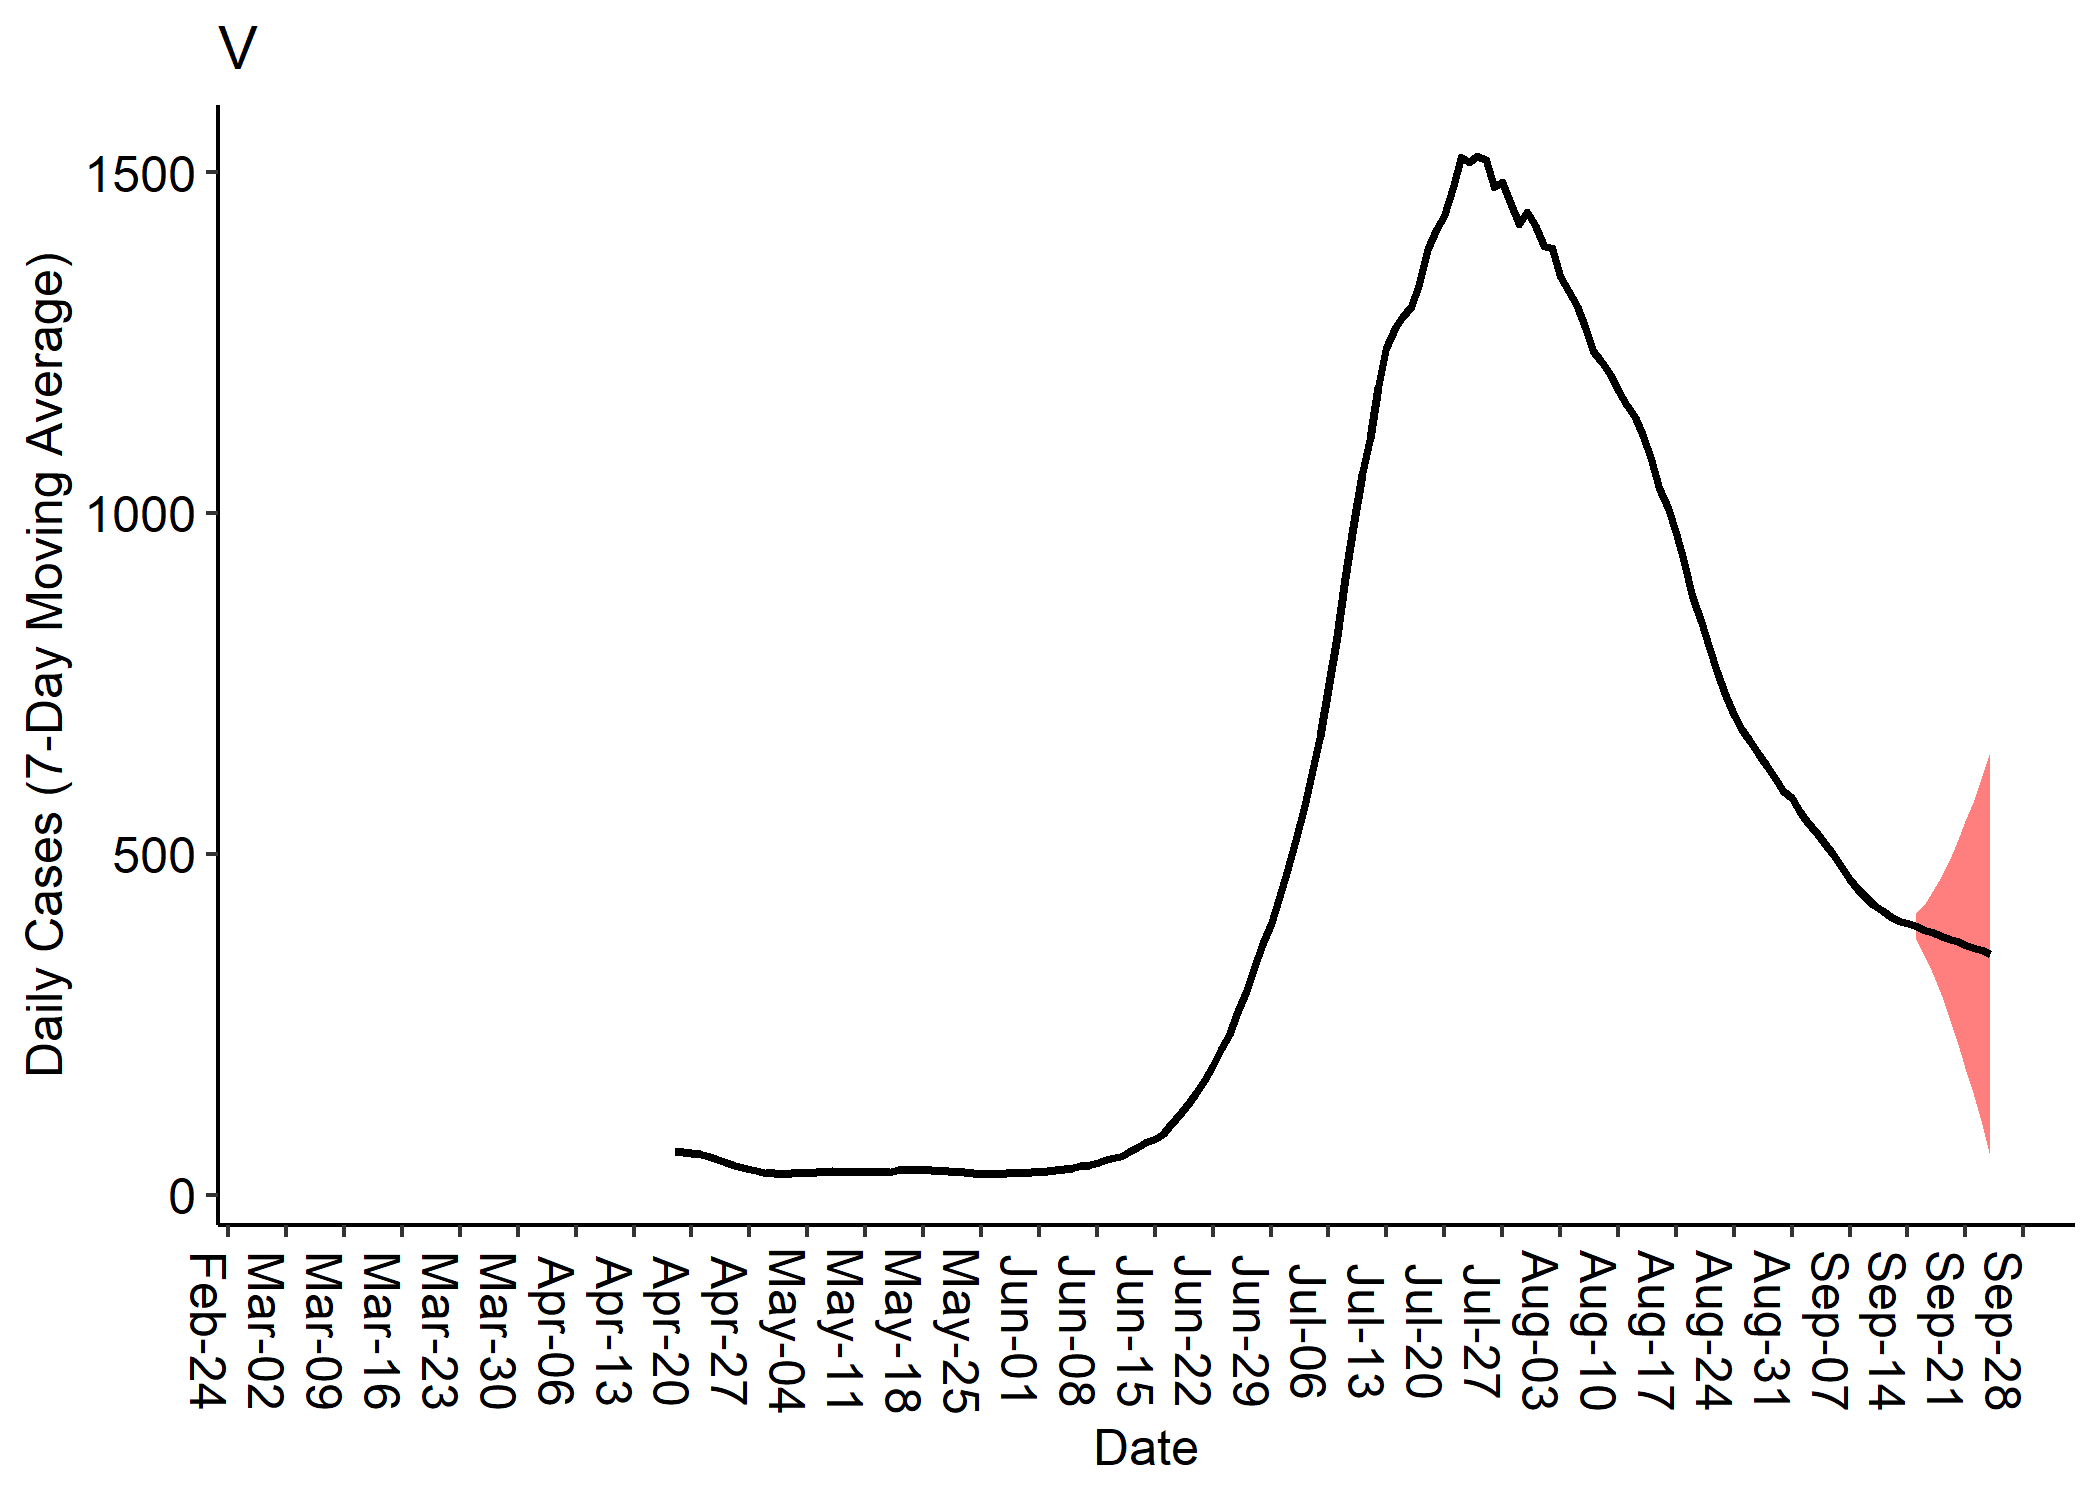 V
Daily Cases (7-Day Moving Average)
1500
1000
500
0
Feb-24
Mar-02
Mar-09
Mar-16
Mar-23
Mar-30
Apr-06
Apr-13
Apr-20
Apr-27
May-04
May-11
May-18
May-25
Jun-01
Jun-08
Jun-15
Jun-22
Jun-29
Jul-06
Jul-13
Jul-20
Jul-27
Aug-03
Aug-10
Aug-17
Aug-24
Aug-31
Sep-07
Sep-14
Sep-21
Sep-28
Date